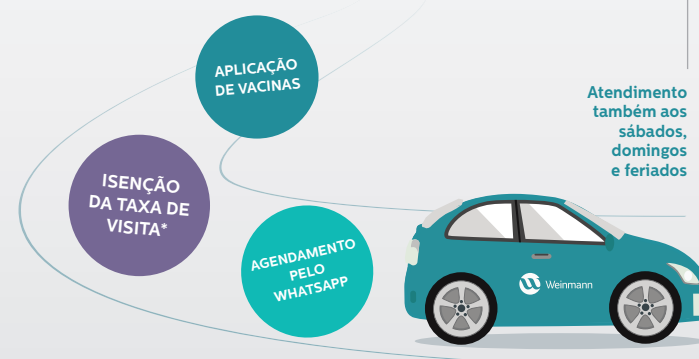 APLICAÇÃO
DE VACINAS
Atendimento
também aos
sábados,
domingos
e feriados
ISENÇÃO
DA TAXA DE
VISITA*
AGENDAMENTO
PELO
WHATSAPP
Weinmann